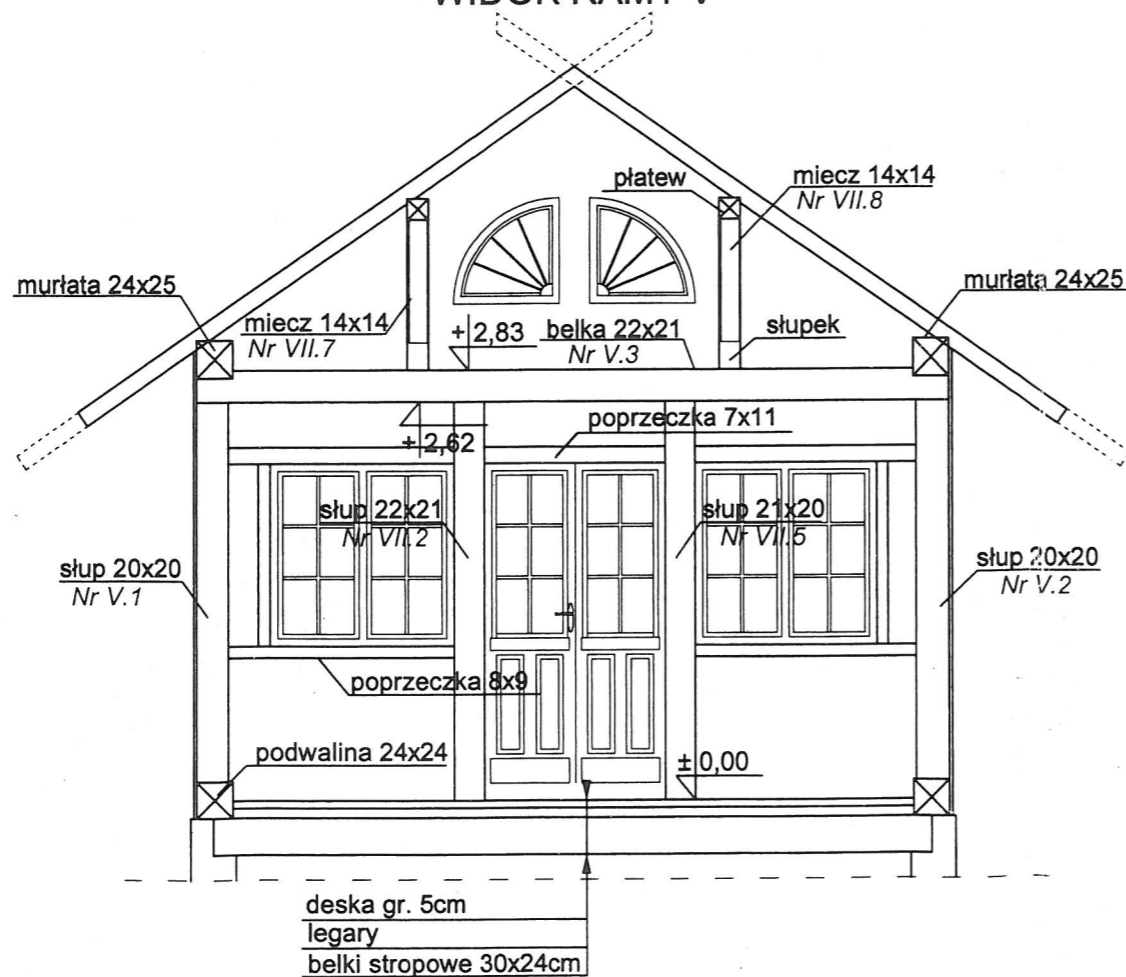 WIDOK RAMY V
płatew
miecz 14x14
Nr VII.8
murłata 24x25
murłata 24x25
miecz 14x14
Nr VII.7
+ 2,83
belka 22x21
Nr V.3
słupek
poprzeczka 7x11
+ 2,62
słup 22x21
Nr VII.2
słup 21x20
Nr VII.5
słup 20x20
Nr V.1
słup 20x20
Nr V.2
poprzeczka 8x9
podwalina 24x24
± 0,00
deska gr. 5cm
legary
belki stropowe 30x24cm